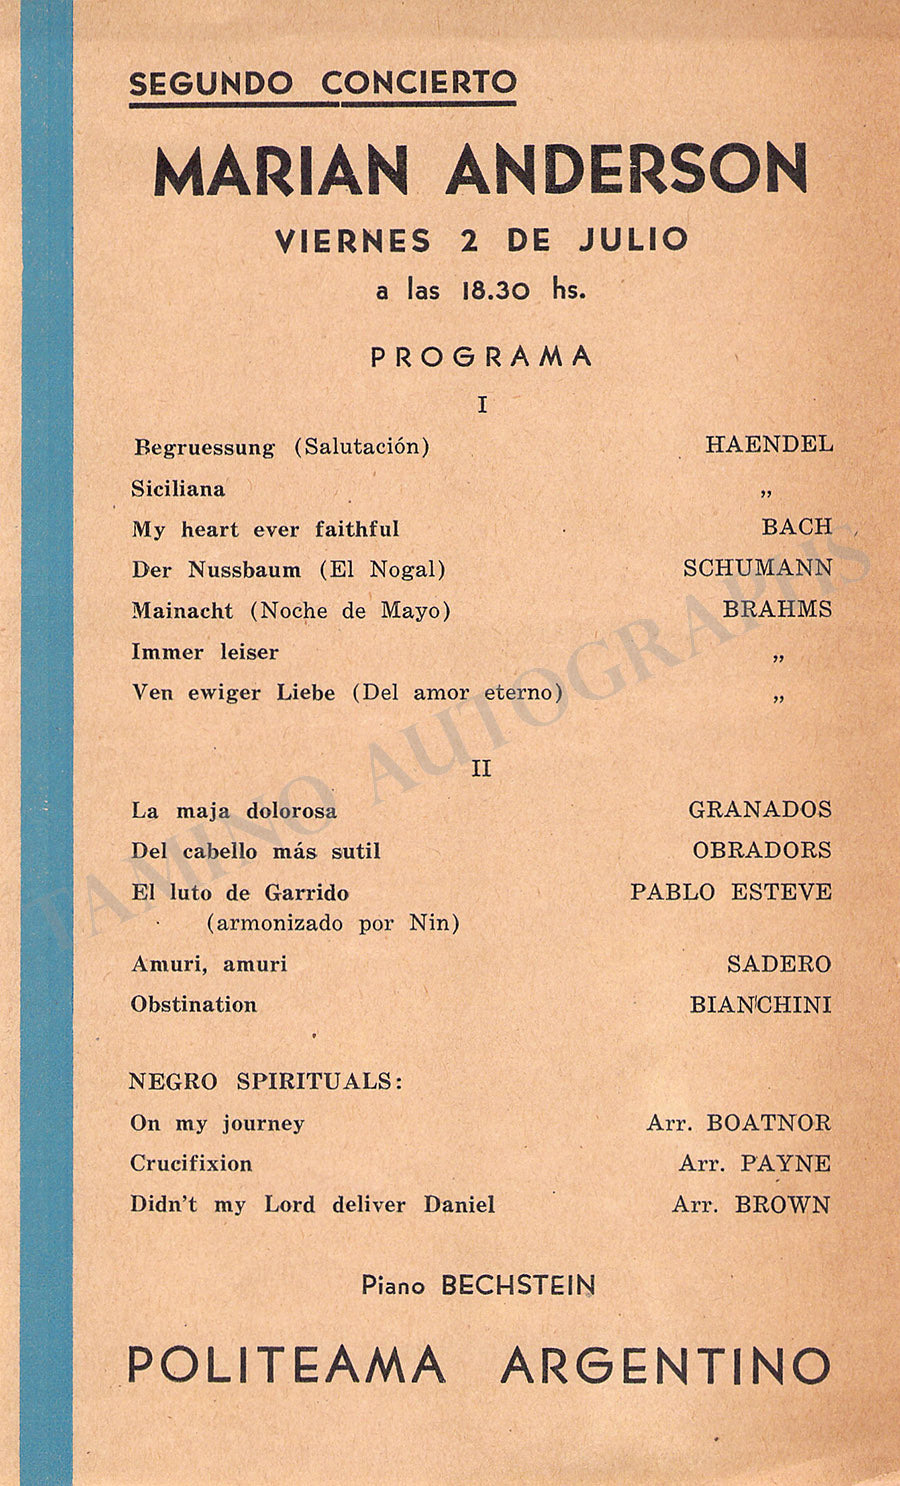 SEGUNDO CONCIERTO
MARIAN ANDERSON
VIERNES 2 DE JULIO
a las 18.30 hs.
PROGRAMA
I
Begruessung (Salutación) HAENDEL
Siciliana „
My heart ever faithful BACH
Der Nussbaum (El Nogal) SCHUMANN
Mainacht (Noche de Mayo) BRAHMS
Immer leiser „
Ven ewiger Liebe (Del amor eterno) „
II
La maja dolorosa GRANADOS
Del cabello más sutil OBRADORS
El luto de Garrido PABLO ESTEVE
(armonizado por Nin)
Amuri, amuri SADERO
Obstination BIANCHINI
NEGRO SPIRITUALS:
On my journey Arr. BOATNOR
Crucifixion Arr. PAYNE
Didn't my Lord deliver Daniel Arr. BROWN
Piano BECHSTEIN
POLITEAMA ARGENTINO
TAMINO AUTOGRAPHS